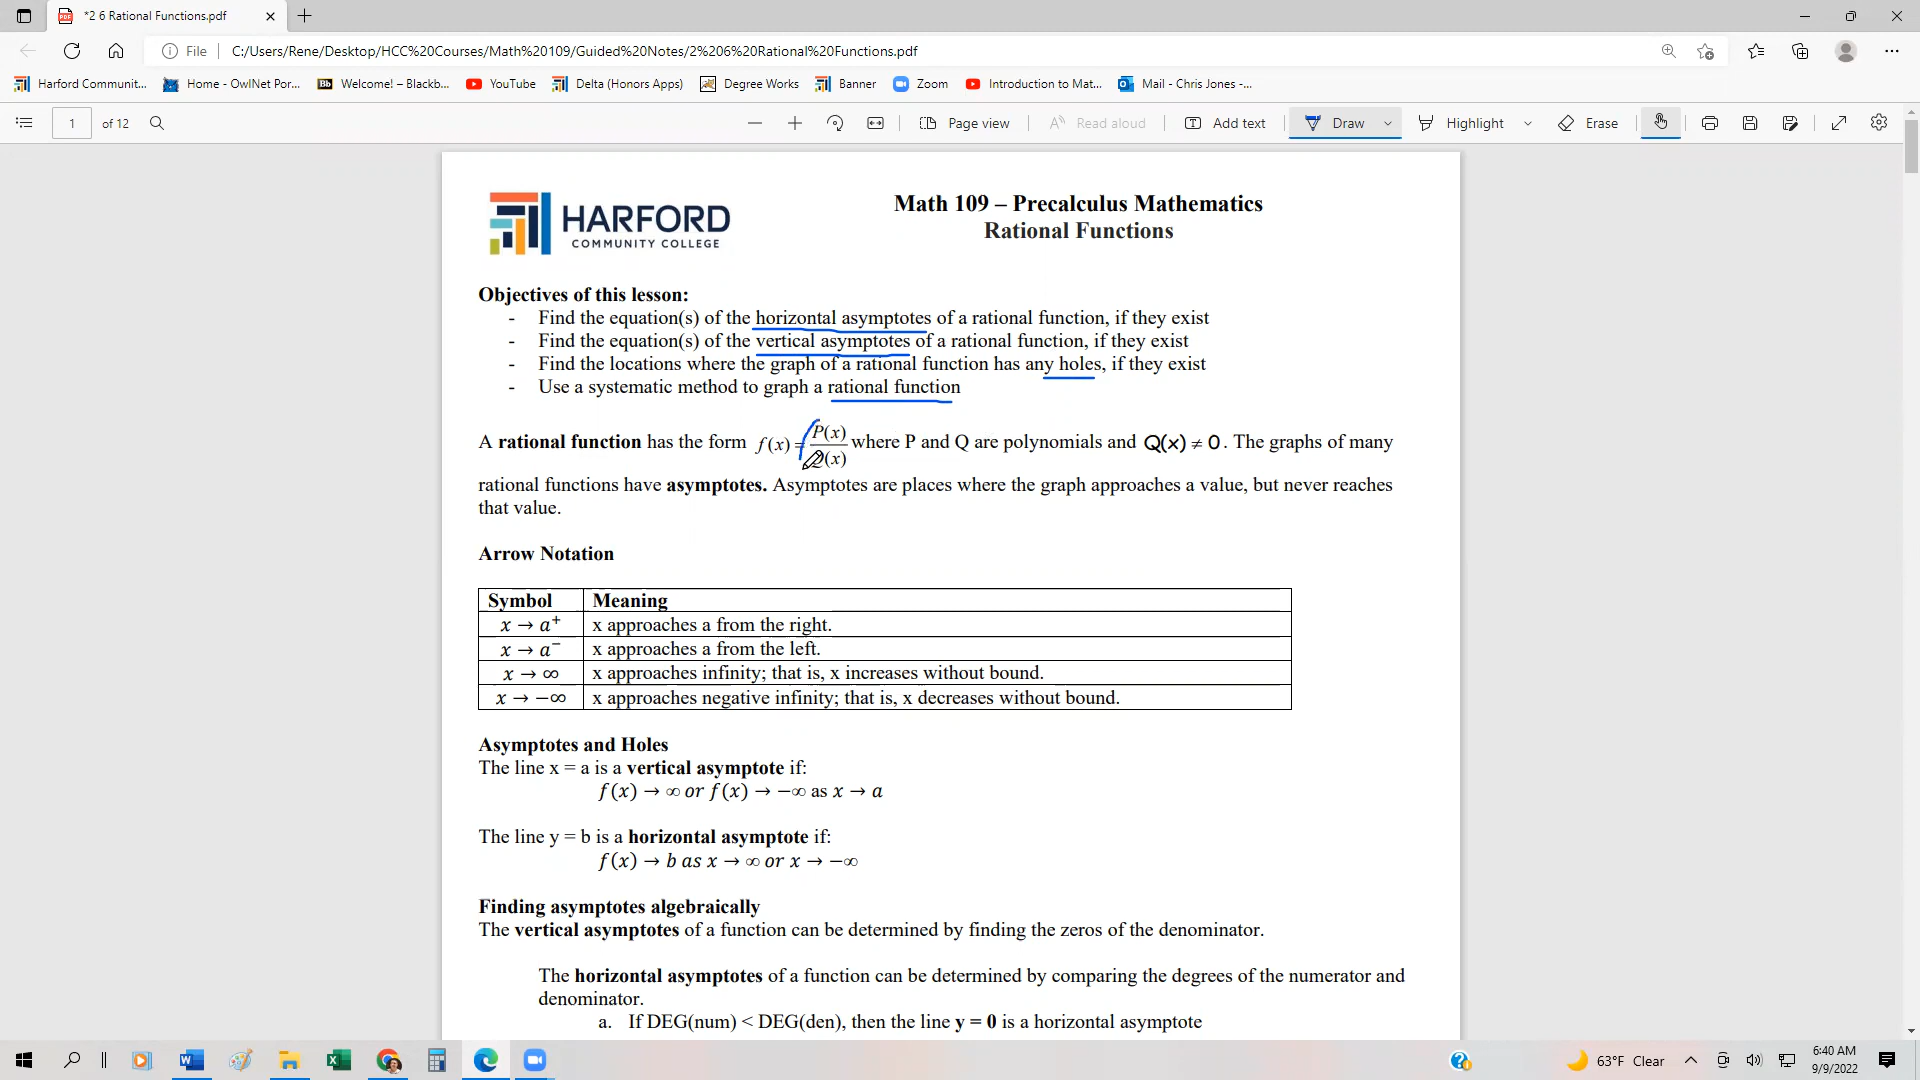 *2 6 Rational Functions.pdf
File
C:/Users/Rene/Desktop/HCC%20Courses/Math%20109/Guided%20Notes/2%206%20Rational%20Functions.pdf
Harford Communit... Home - OwlNet Por... Bb Welcome! – Blackb... YouTube Delta (Honors Apps) Degree Works Banner Zoom Introduction to Mat... Mail - Chris Jones -...
1 of 12 Page view Read aloud Add text Draw Highlight Erase
HARFORD
COMMUNITY COLLEGE
Math 109 – Precalculus Mathematics
Rational Functions
Objectives of this lesson:
- Find the equation(s) of the horizontal asymptotes of a rational function, if they exist
- Find the equation(s) of the vertical asymptotes of a rational function, if they exist
- Find the locations where the graph of a rational function has any holes, if they exist
- Use a systematic method to graph a rational function
A rational function has the form f(x) = P(x)/Q(x) where P and Q are polynomials and Q(x) ≠ 0. The graphs of many
rational functions have asymptotes. Asymptotes are places where the graph approaches a value, but never reaches
that value.
Arrow Notation
Symbol Meaning
x → a⁺ x approaches a from the right.
x → a⁻ x approaches a from the left.
x → ∞ x approaches infinity; that is, x increases without bound.
x → −∞ x approaches negative infinity; that is, x decreases without bound.
Asymptotes and Holes
The line x = a is a vertical asymptote if:
f(x) → ∞ or f(x) → −∞ as x → a
The line y = b is a horizontal asymptote if:
f(x) → b as x → ∞ or x → −∞
Finding asymptotes algebraically
The vertical asymptotes of a function can be determined by finding the zeros of the denominator.
The horizontal asymptotes of a function can be determined by comparing the degrees of the numerator and
denominator.
a. If DEG(num) < DEG(den), then the line y = 0 is a horizontal asymptote
63°F Clear
6:40 AM
9/9/2022